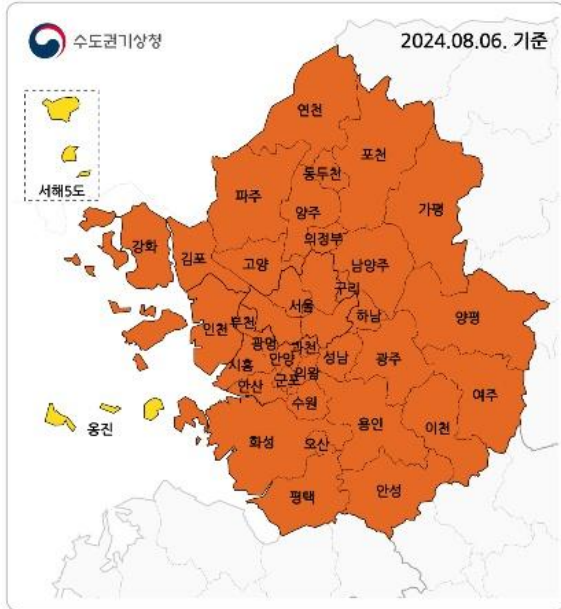 수도권기상청
2024.08.06. 기준
연천
포천
동두천
서해5도
파주
가평
양주
의정부
강화
김포
고양
남양주
구리
서울
하남
양평
인천
부천
광명
과천
시흥
안양
성남
광주
의왕
안산
군포
여주
수원
옹진
용인
이천
화성
오산
평택
안성